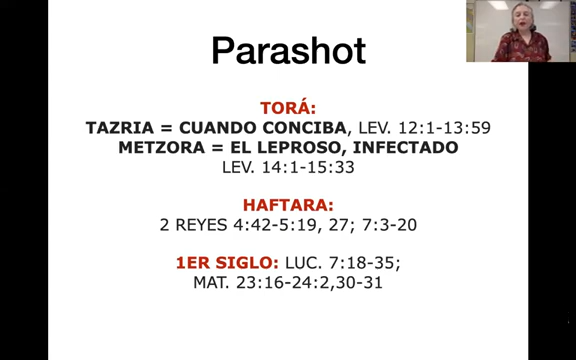 Parashot
TORÁ:
TAZRIA = CUANDO CONCIBA, LEV. 12:1-13:59
METZORA = EL LEPROSO, INFECTADO
LEV. 14:1-15:33
HAFTARA:
2 REYES 4:42-5:19, 27; 7:3-20
1ER SIGLO: LUC. 7:18-35;
MAT. 23:16-24:2,30-31